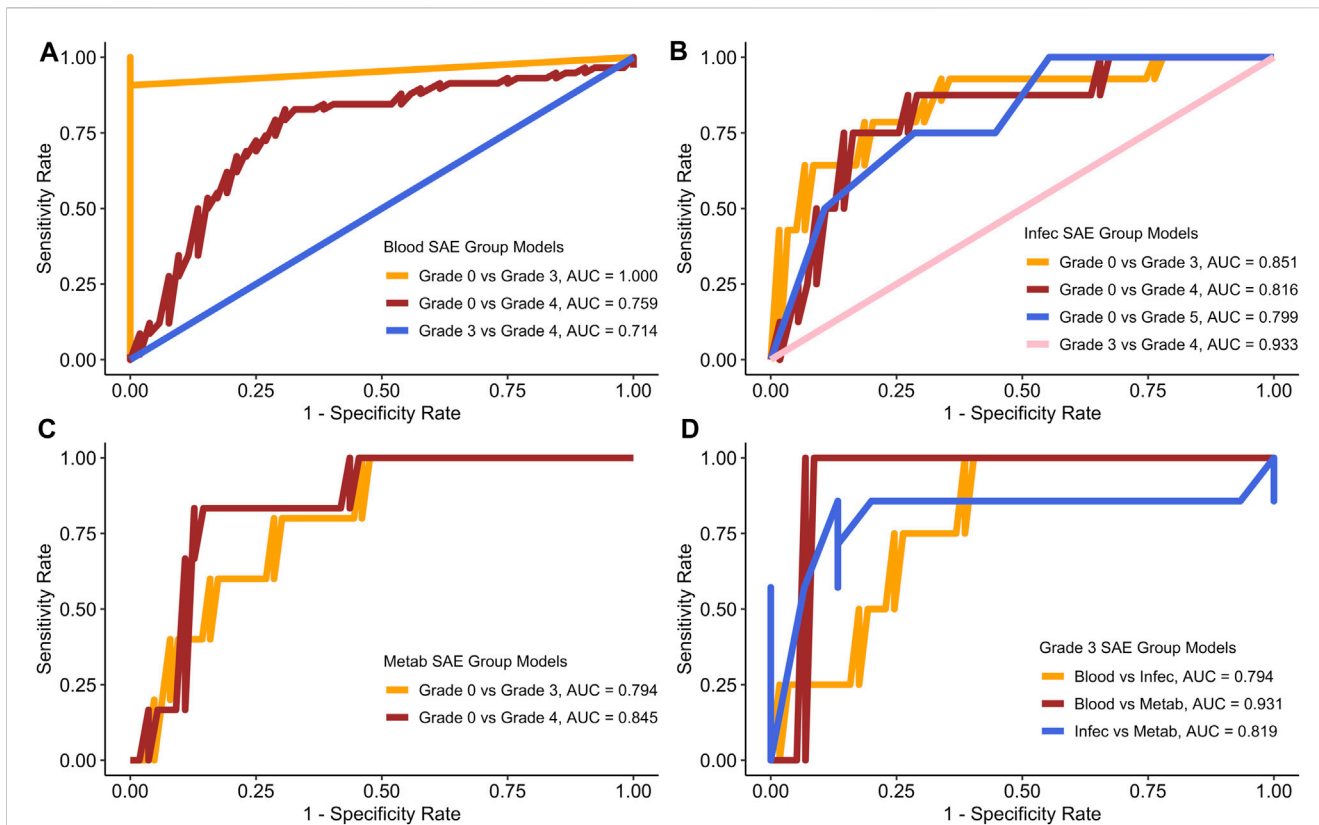 A
1.00
0.75
0.50
0.25
0.00
Sensitivity Rate
Blood SAE Group Models
Grade 0 vs Grade 3, AUC = 1.000
Grade 0 vs Grade 4, AUC = 0.759
Grade 3 vs Grade 4, AUC = 0.714
0.00 0.25 0.50 0.75 1.00
1 - Specificity Rate
B
1.00
0.75
0.50
0.25
0.00
Sensitivity Rate
Infec SAE Group Models
Grade 0 vs Grade 3, AUC = 0.851
Grade 0 vs Grade 4, AUC = 0.816
Grade 0 vs Grade 5, AUC = 0.799
Grade 3 vs Grade 4, AUC = 0.933
0.00 0.25 0.50 0.75 1.00
1 - Specificity Rate
C
1.00
0.75
0.50
0.25
0.00
Sensitivity Rate
Metab SAE Group Models
Grade 0 vs Grade 3, AUC = 0.794
Grade 0 vs Grade 4, AUC = 0.845
0.00 0.25 0.50 0.75 1.00
1 - Specificity Rate
D
1.00
0.75
0.50
0.25
0.00
Sensitivity Rate
Grade 3 SAE Group Models
Blood vs Infec, AUC = 0.794
Blood vs Metab, AUC = 0.931
Infec vs Metab, AUC = 0.819
0.00 0.25 0.50 0.75 1.00
1 - Specificity Rate